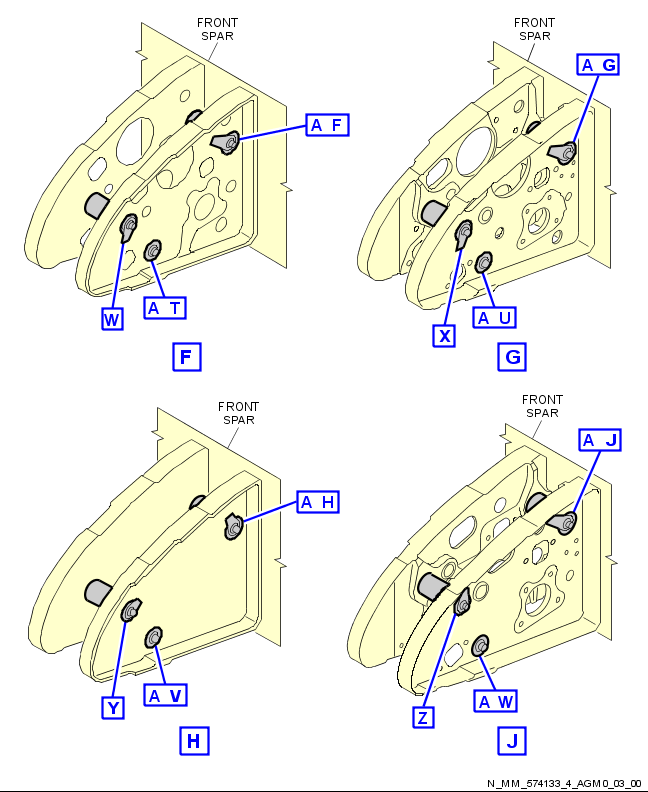 FRONT
SPAR
A F
W
A T
F
FRONT
SPAR
A G
X
A U
G
FRONT
SPAR
A H
Y
A V
H
FRONT
SPAR
A J
Z
A W
J
N_MM_574133_4_AGM0_03_00